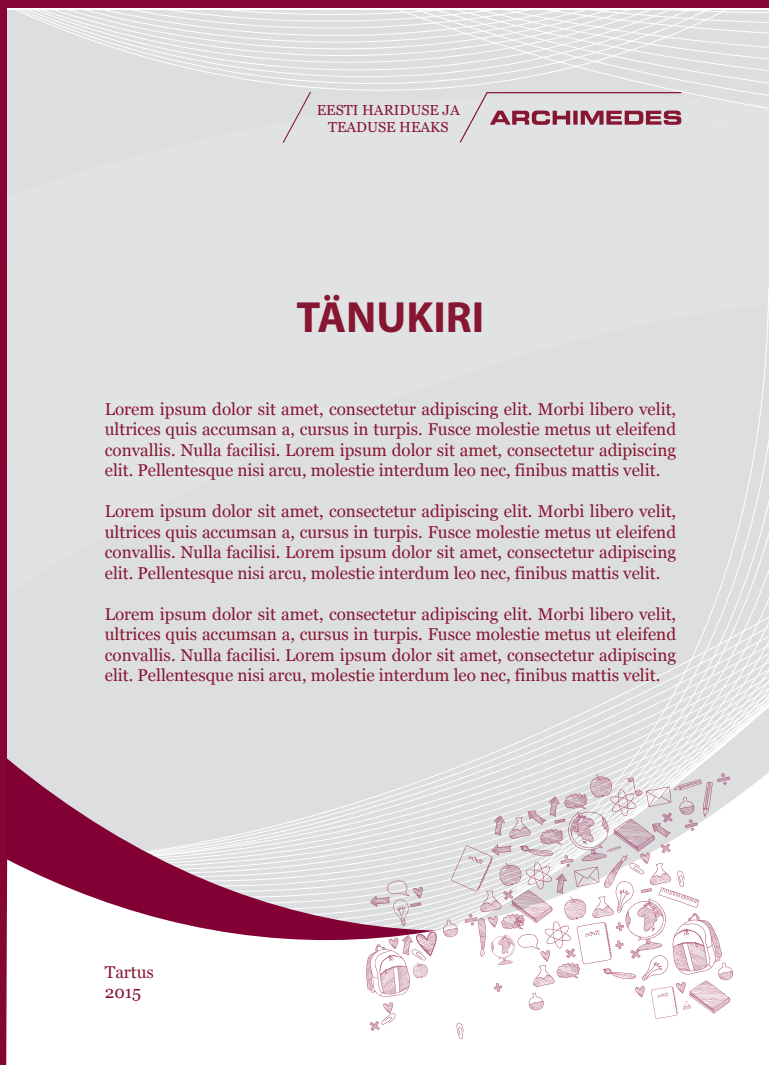 EESTI HARIDUSE JA
TEADUSE HEAKS
ARCHIMEDES
TÄNUKIRI
Lorem ipsum dolor sit amet, consectetur adipiscing elit. Morbi libero velit,
ultrices quis accumsan a, cursus in turpis. Fusce molestie metus ut eleifend
convallis. Nulla facilisi. Lorem ipsum dolor sit amet, consectetur adipiscing
elit. Pellentesque nisi arcu, molestie interdum leo nec, finibus mattis velit.
Lorem ipsum dolor sit amet, consectetur adipiscing elit. Morbi libero velit,
ultrices quis accumsan a, cursus in turpis. Fusce molestie metus ut eleifend
convallis. Nulla facilisi. Lorem ipsum dolor sit amet, consectetur adipiscing
elit. Pellentesque nisi arcu, molestie interdum leo nec, finibus mattis velit.
Lorem ipsum dolor sit amet, consectetur adipiscing elit. Morbi libero velit,
ultrices quis accumsan a, cursus in turpis. Fusce molestie metus ut eleifend
convallis. Nulla facilisi. Lorem ipsum dolor sit amet, consectetur adipiscing
elit. Pellentesque nisi arcu, molestie interdum leo nec, finibus mattis velit.
Tartus
2015